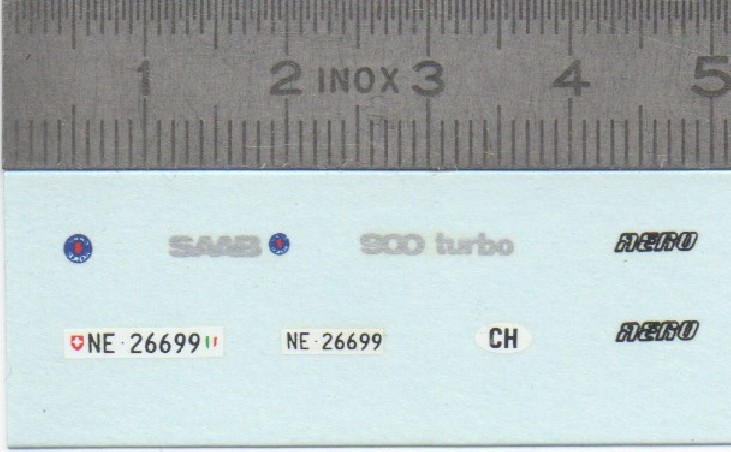 1 2 INOX 3 4 5
SAAB 900 turbo AERO
NE·26699 NE·26699 CH AERO